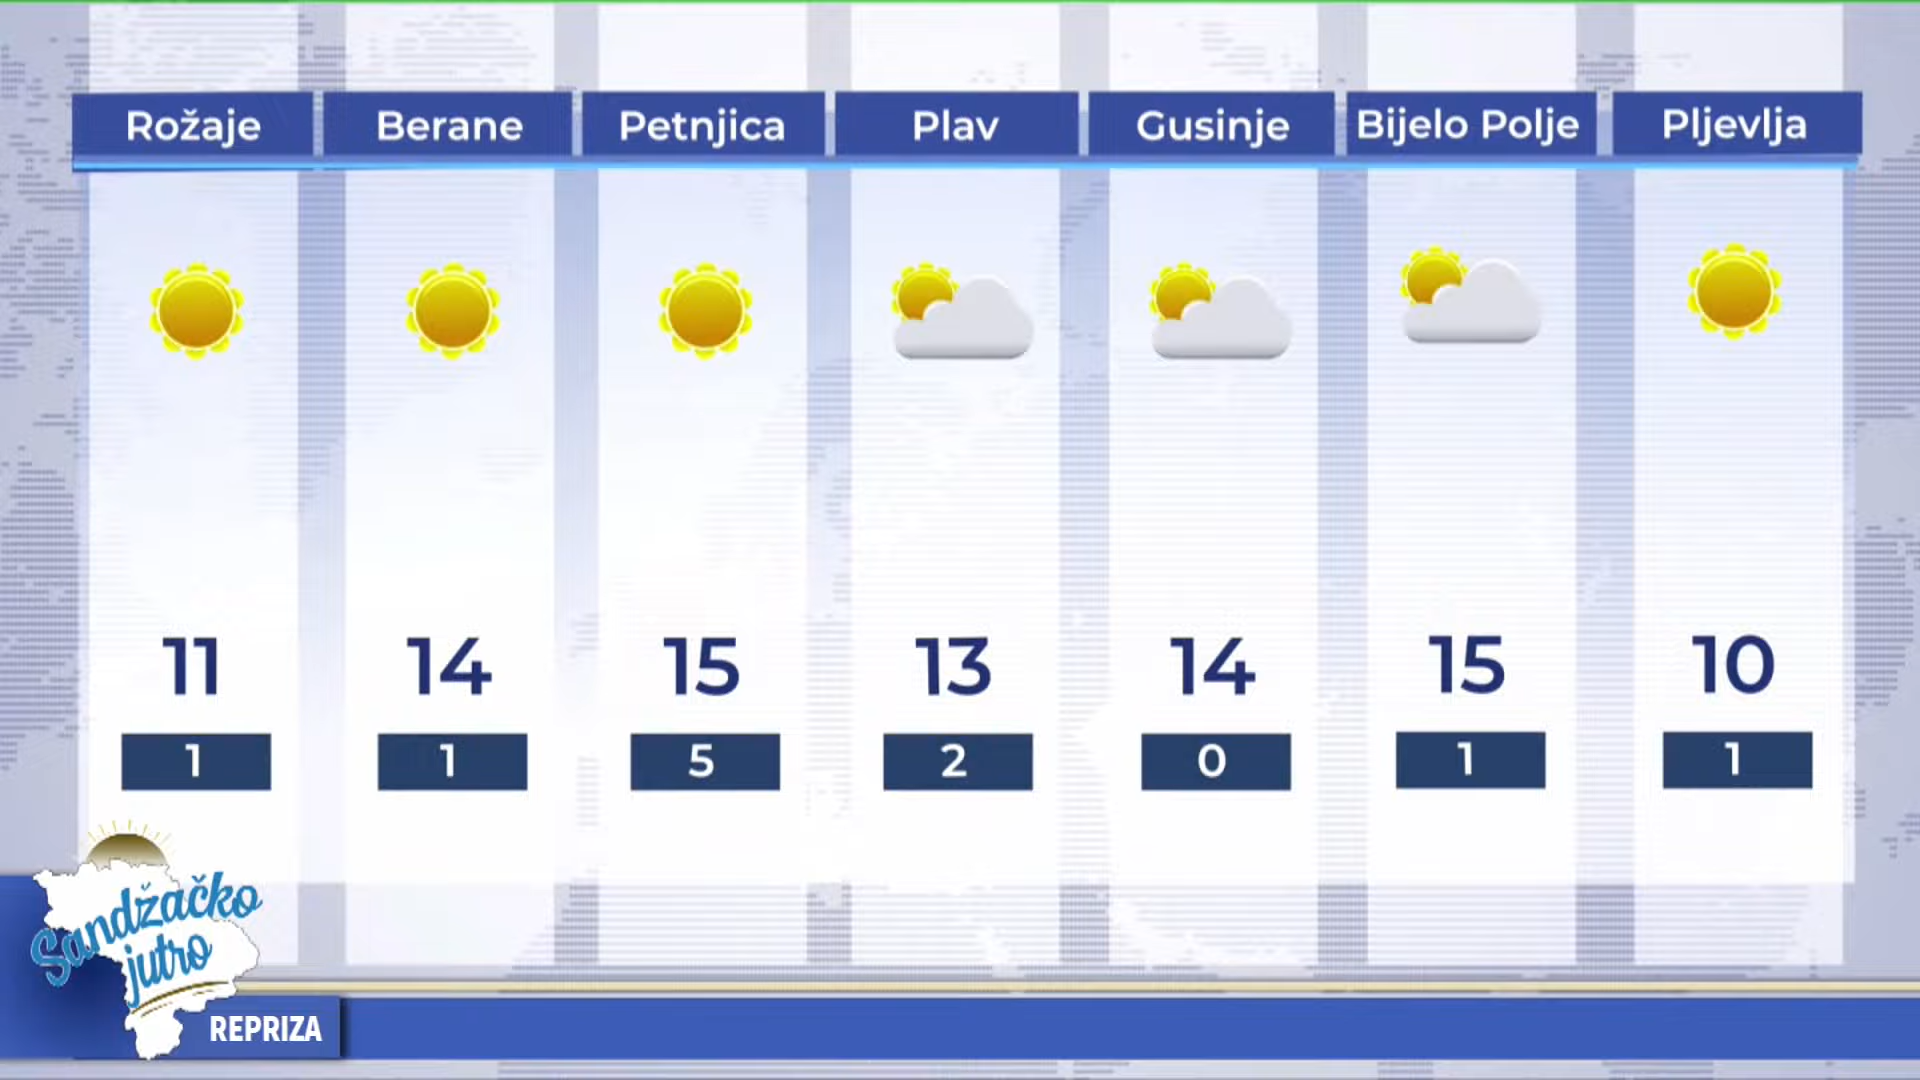 Rožaje Berane Petnjica Plav Gusinje Bijelo Polje Pljevlja
11 14 15 13 14 15 10
1 1 5 2 0 1 1
Sandžačko
jutro
REPRIZA